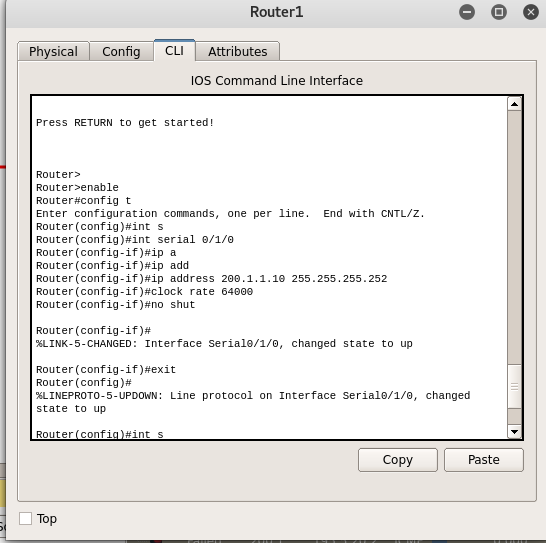 Router1
Physical Config CLI Attributes
IOS Command Line Interface
Press RETURN to get started!
Router>
Router>enable
Router#config t
Enter configuration commands, one per line.  End with CNTL/Z.
Router(config)#int s
Router(config)#int serial 0/1/0
Router(config-if)#ip a
Router(config-if)#ip add
Router(config-if)#ip address 200.1.1.10 255.255.255.252
Router(config-if)#clock rate 64000
Router(config-if)#no shut
Router(config-if)#
%LINK-5-CHANGED: Interface Serial0/1/0, changed state to up
Router(config-if)#exit
Router(config)#
%LINEPROTO-5-UPDOWN: Line protocol on Interface Serial0/1/0, changed
state to up
Router(config)#int s
Copy Paste
Top